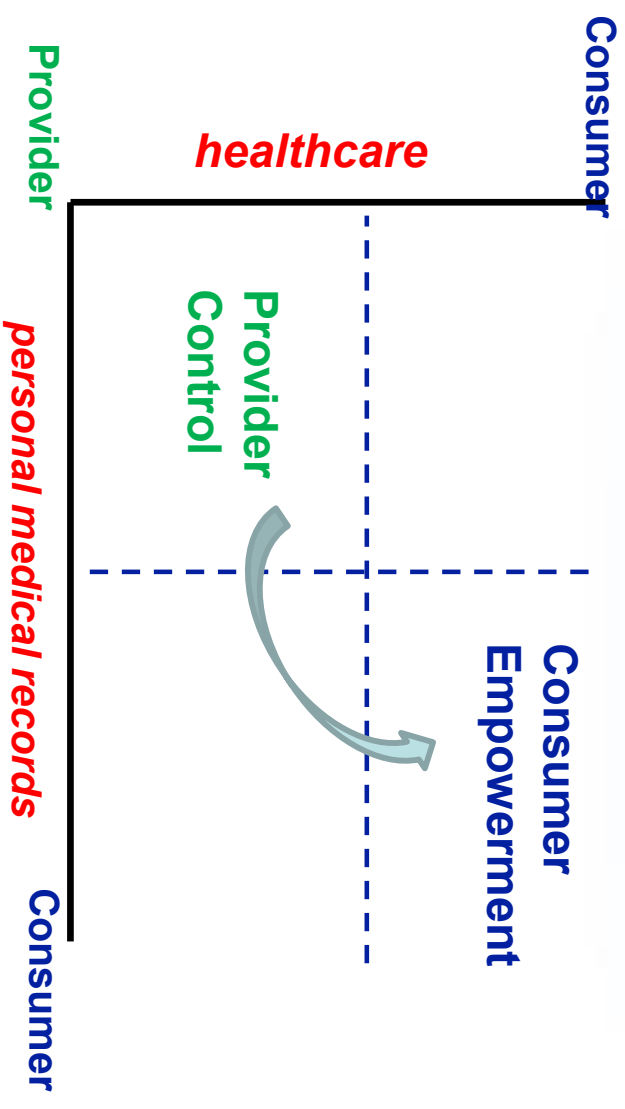 Consumer
healthcare
Consumer
Empowerment
Provider
Control
Provider
personal medical records
Consumer